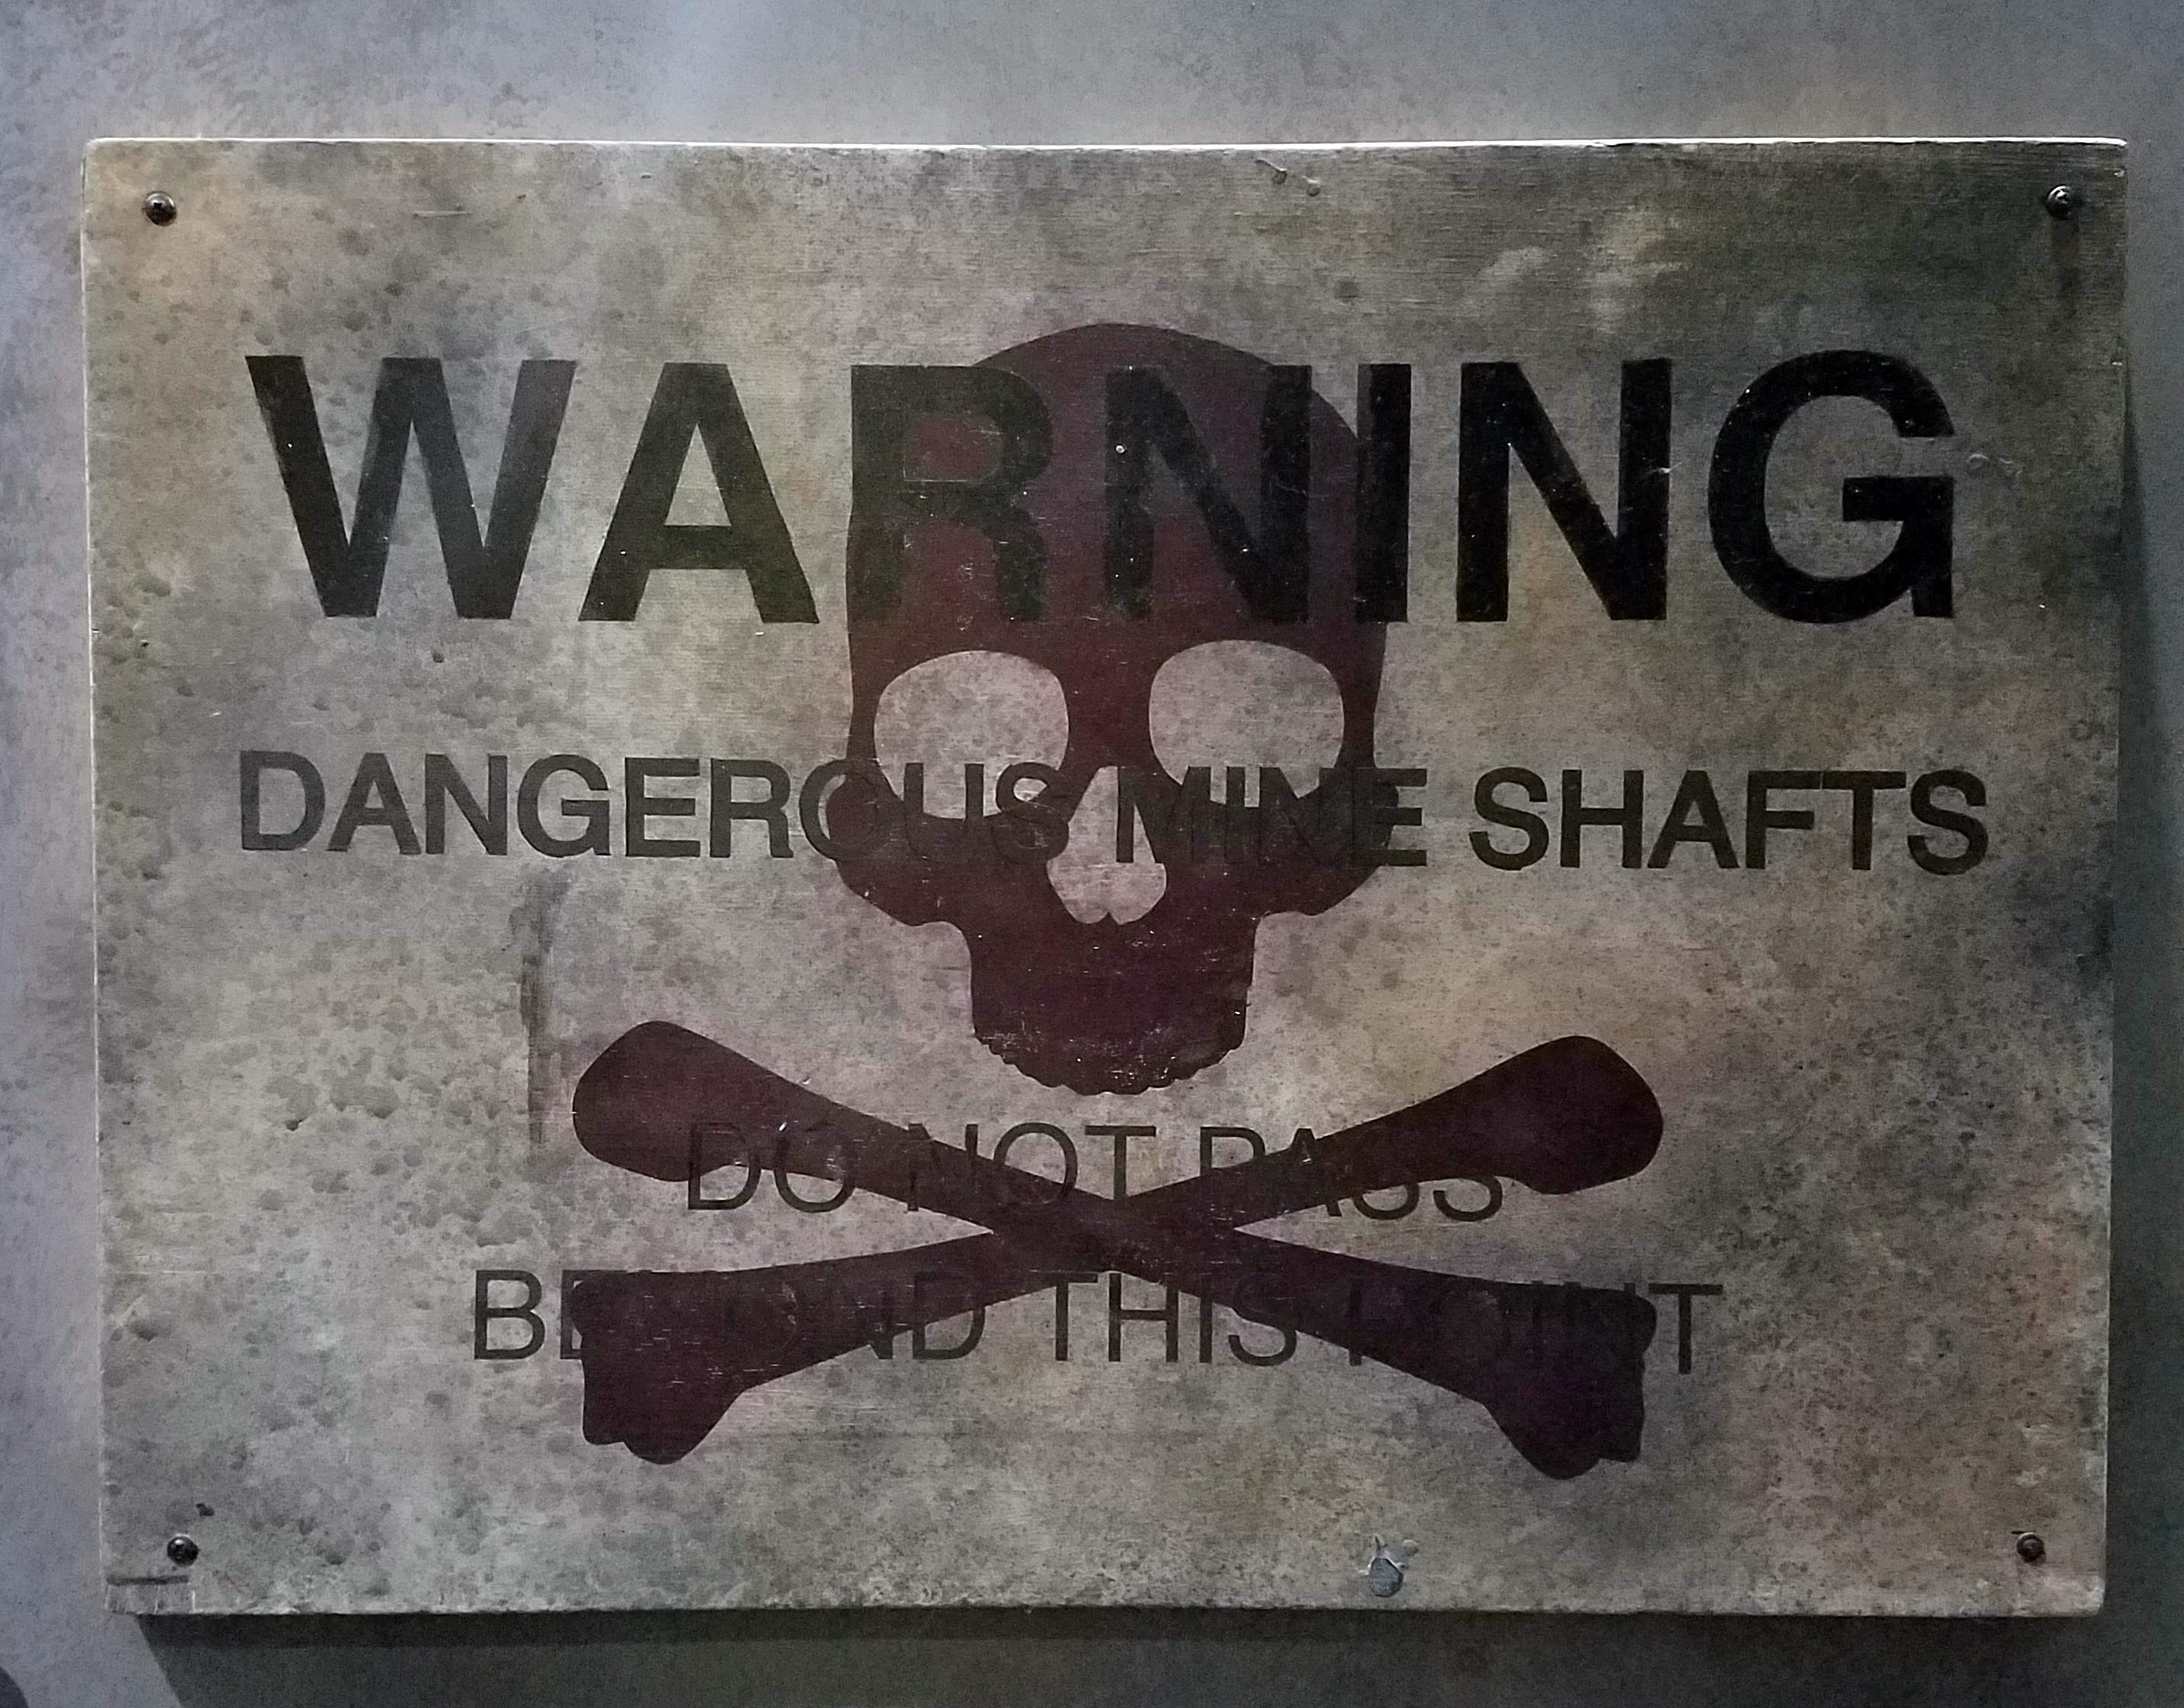 WARNING
DANGEROUS MINE SHAFTS
DO NOT PASS
BEYOND THIS POINT